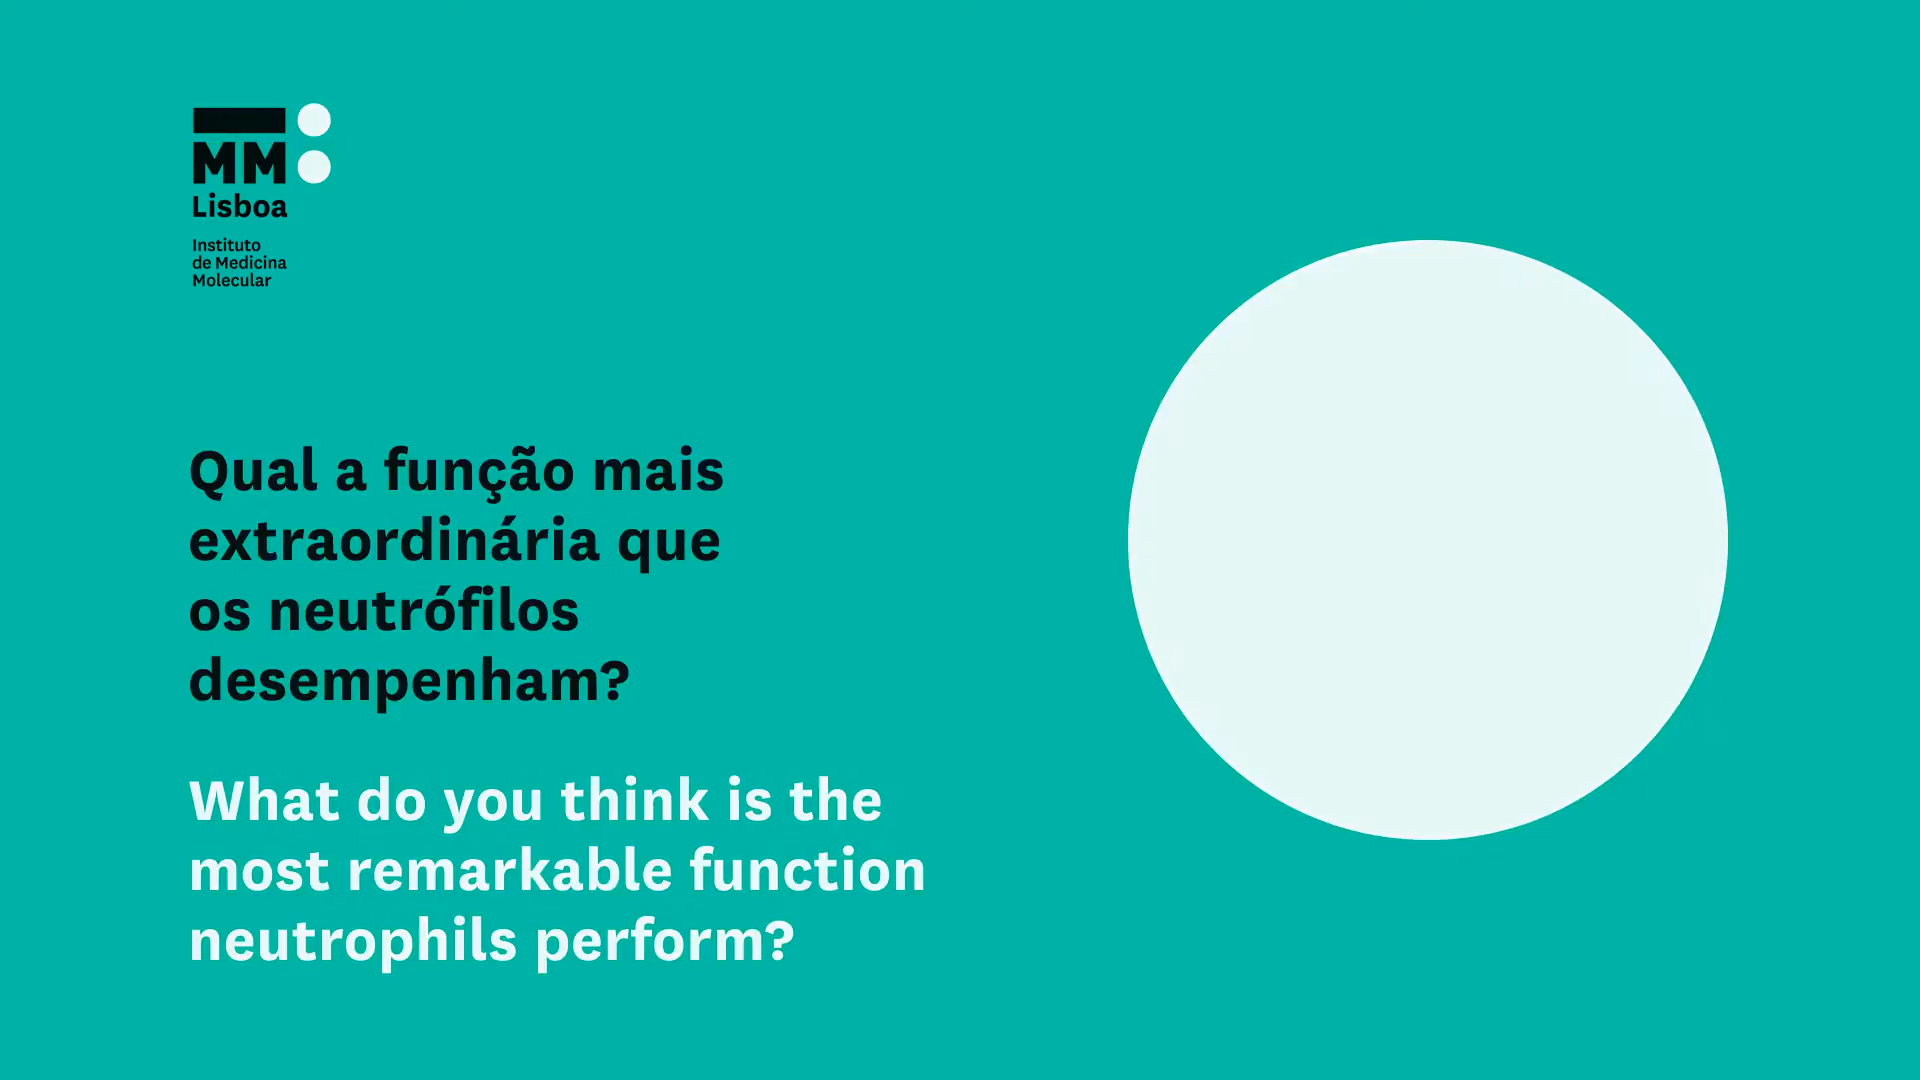 MM
Lisboa
Instituto
de Medicina
Molecular
Qual a função mais
extraordinária que
os neutrófilos
desempenham?
What do you think is the
most remarkable function
neutrophils perform?